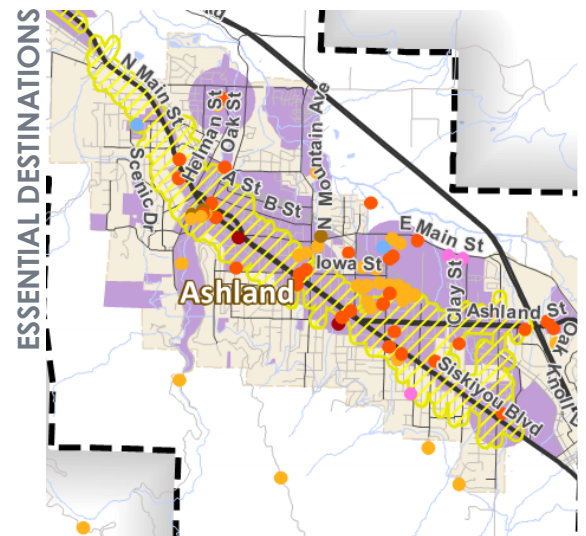 ESSENTIAL DESTINATIONS
N Main St
Helman St
Oak St
N Mountain Ave
Scenic Dr
A St
B St
E Main St
Iowa St
Clay St
Ashland
Ashland St
Oak Knoll
Siskiyou Blvd